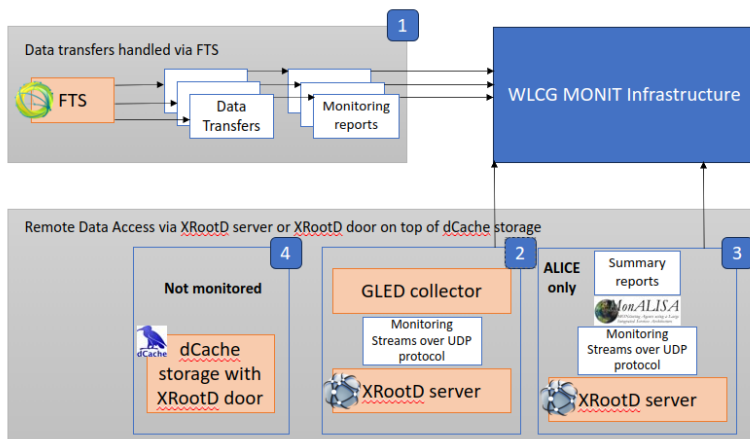 1
Data transfers handled via FTS
FTS
Data
Transfers
Monitoring
reports
WLCG MONIT Infrastructure
Remote Data Access via XRootD server or XRootD door on top of dCache storage
4
Not monitored
dCache
dCache
storage with
XRootD door
2
GLED collector
Monitoring
Streams over UDP
protocol
XRootD server
3
ALICE
only
Summary
reports
MonALISA
Monitoring
Streams over UDP
protocol
XRootD server